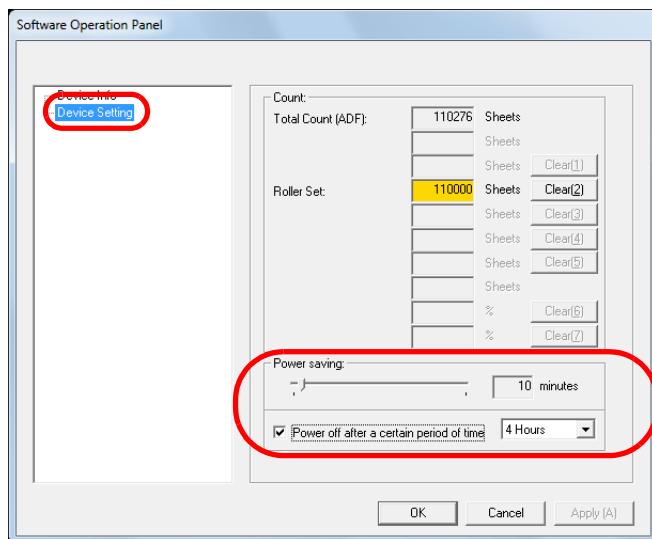 Software Operation Panel
Device Info
Device Setting
Count:
Total Count (ADF): 110276 Sheets
Sheets
Sheets Clear(1)
Roller Set: 110000 Sheets Clear(2)
Sheets Clear(3)
Sheets Clear(4)
Sheets Clear(5)
Sheets
% Clear(6)
% Clear(7)
Power saving:
10 minutes
Power off after a certain period of time 4 Hours
OK Cancel Apply (A)